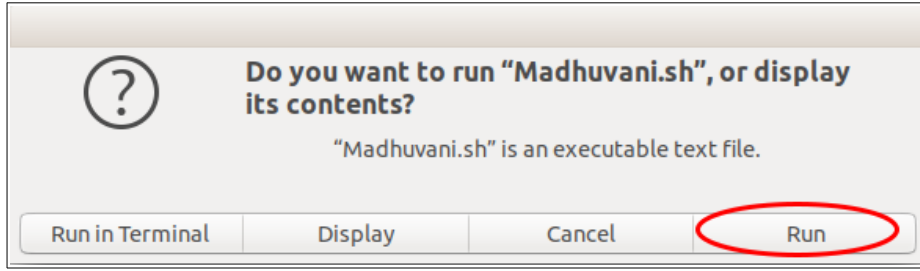 Do you want to run “Madhuvani.sh”, or display
its contents?
“Madhuvani.sh” is an executable text file.
Run in Terminal Display Cancel Run